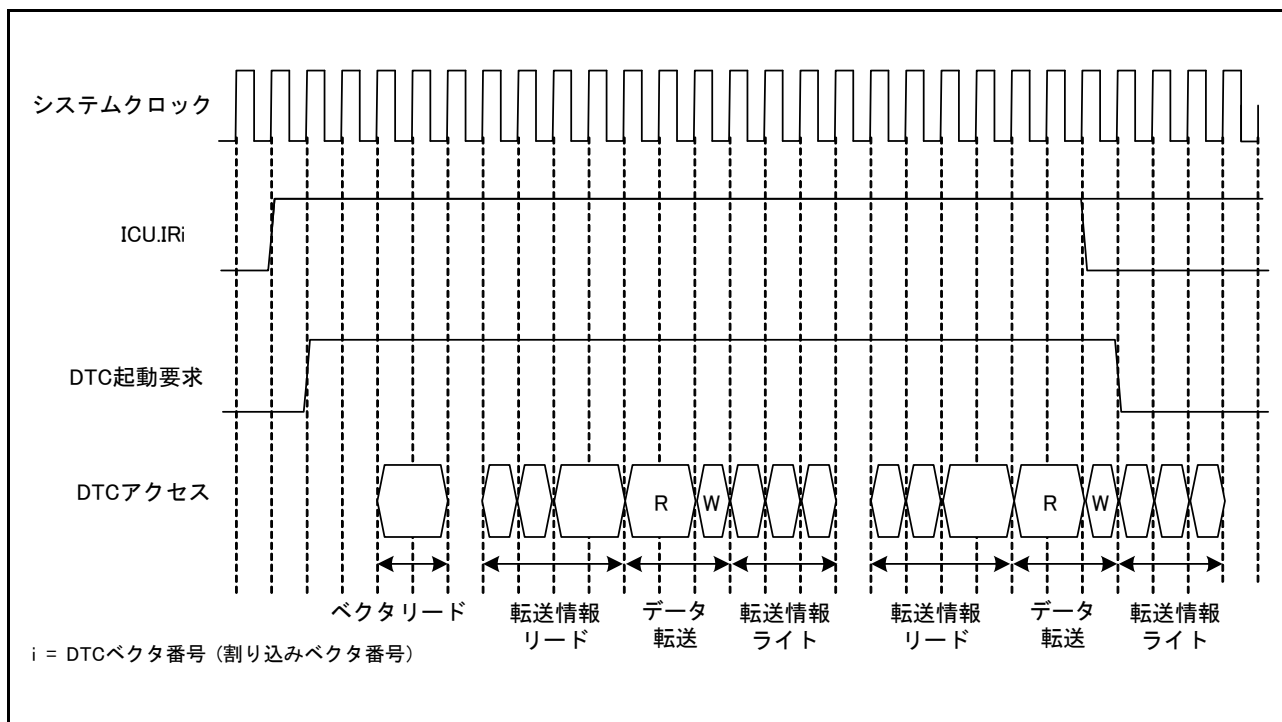 システムクロック
ICU.IRi
DTC起動要求
DTCアクセス
R
W
R
W
ベクタリード
転送情報
リード
データ
転送
転送情報
ライト
転送情報
リード
データ
転送
転送情報
ライト
i = DTCベクタ番号 (割り込みベクタ番号)